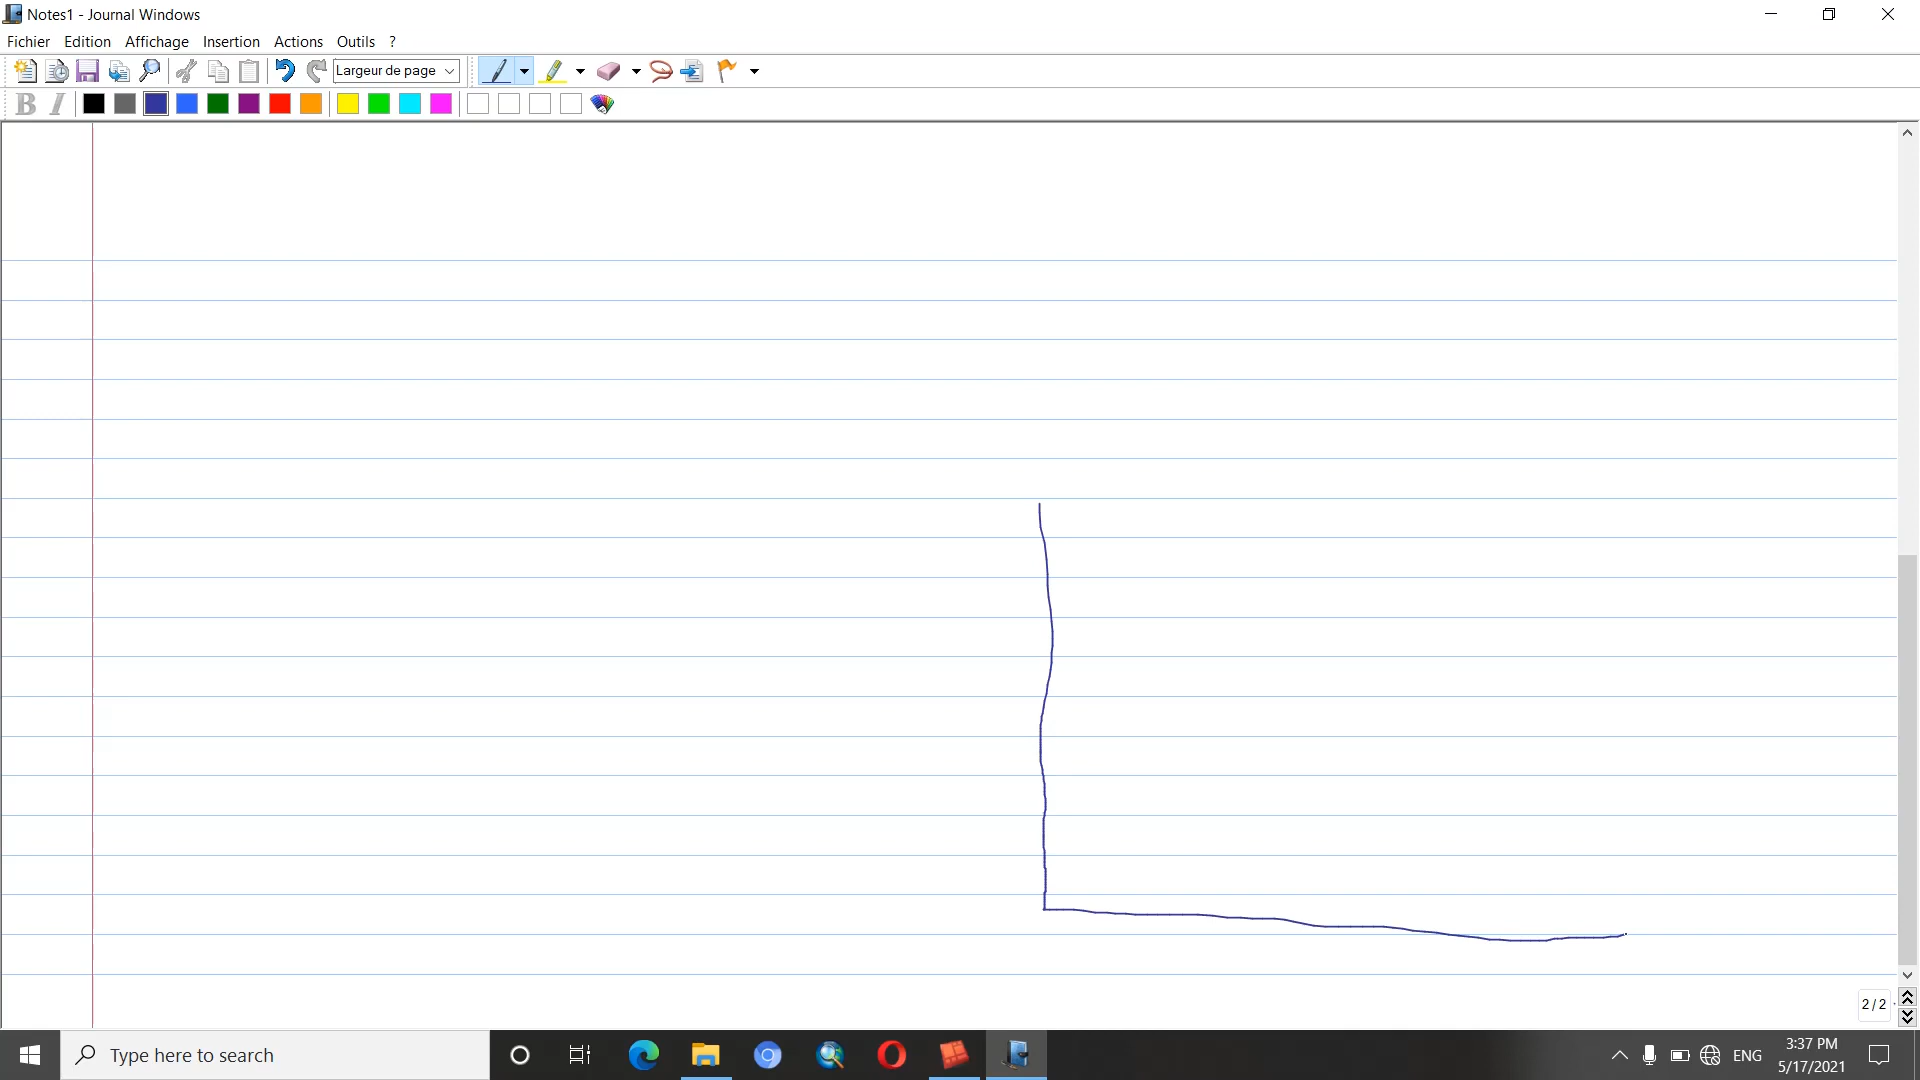 Notes1 - Journal Windows
Fichier Edition Affichage Insertion Actions Outils ?
Largeur de page
B I
2 / 2
Type here to search
ENG
3:37 PM
5/17/2021